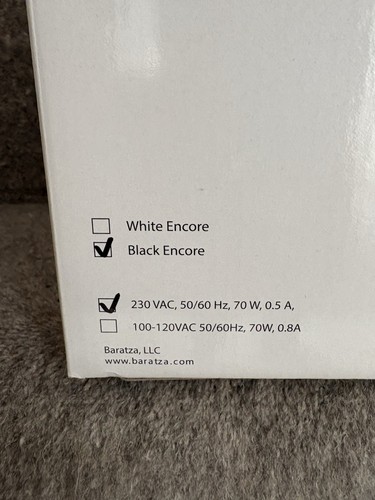 White Encore
Black Encore
230 VAC, 50/60 Hz, 70 W, 0.5 A,
100-120VAC 50/60Hz, 70W, 0.8A
Baratza, LLC
www.baratza.com